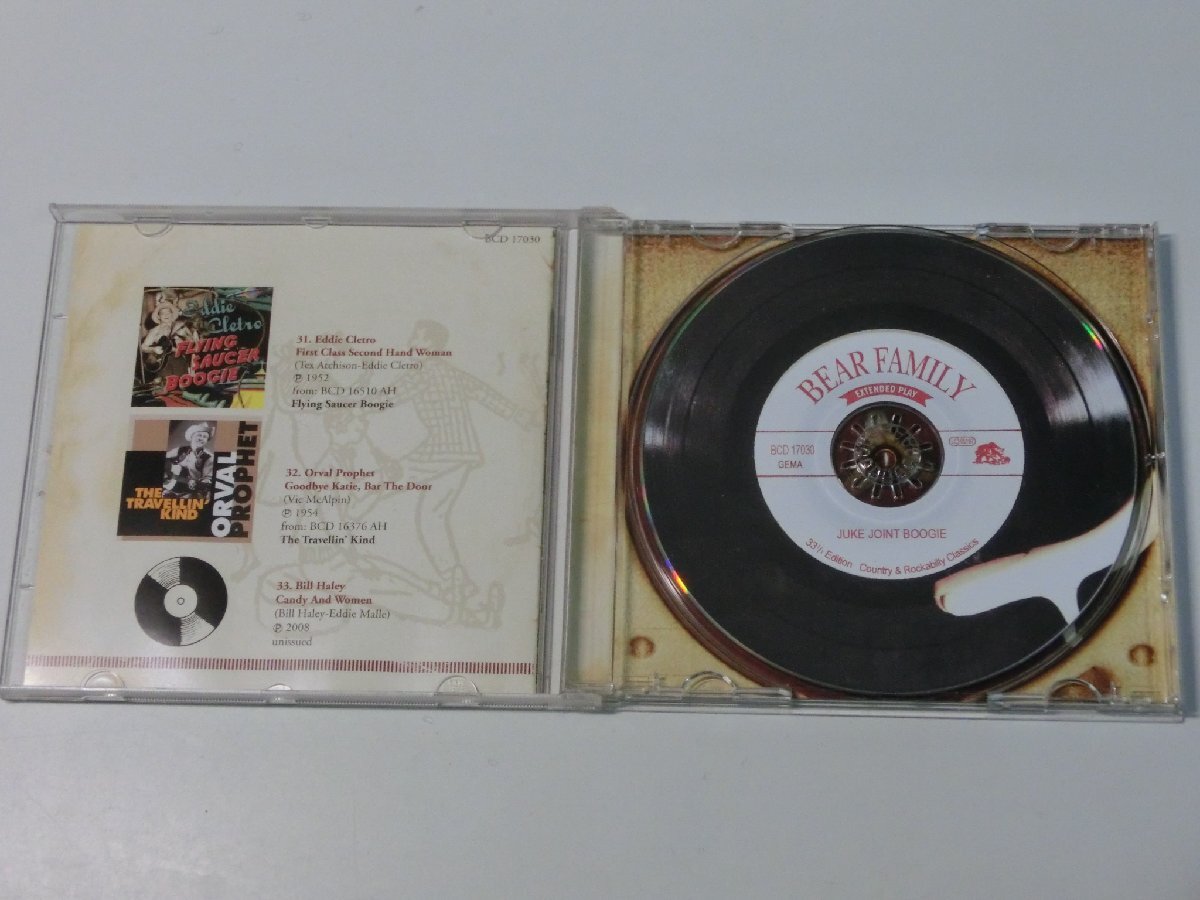 BCD 17030
Eddie
Cletro
FLYING
SAUCER
BOOGIE
31. Eddie Cletro
First Class Second Hand Woman
(Tex Atchison-Eddie Cletro)
℗ 1952
from: BCD 16510 AH
Flying Saucer Boogie
THE
TRAVELLIN'
KIND
ORVAL
PROPHET
32. Orval Prophet
Goodbye Katie, Bar The Door
(Vic McAlpin)
℗ 1954
from: BCD 16376 AH
The Travellin' Kind
33. Bill Haley
Candy And Women
(Bill Haley-Eddie Malle)
℗ 2008
unissued
BEAR FAMILY
EXTENDED PLAY
BCD 17030
GEMA
JUKE JOINT BOOGIE
33⅓ Edition Country & Rockabilly Classics